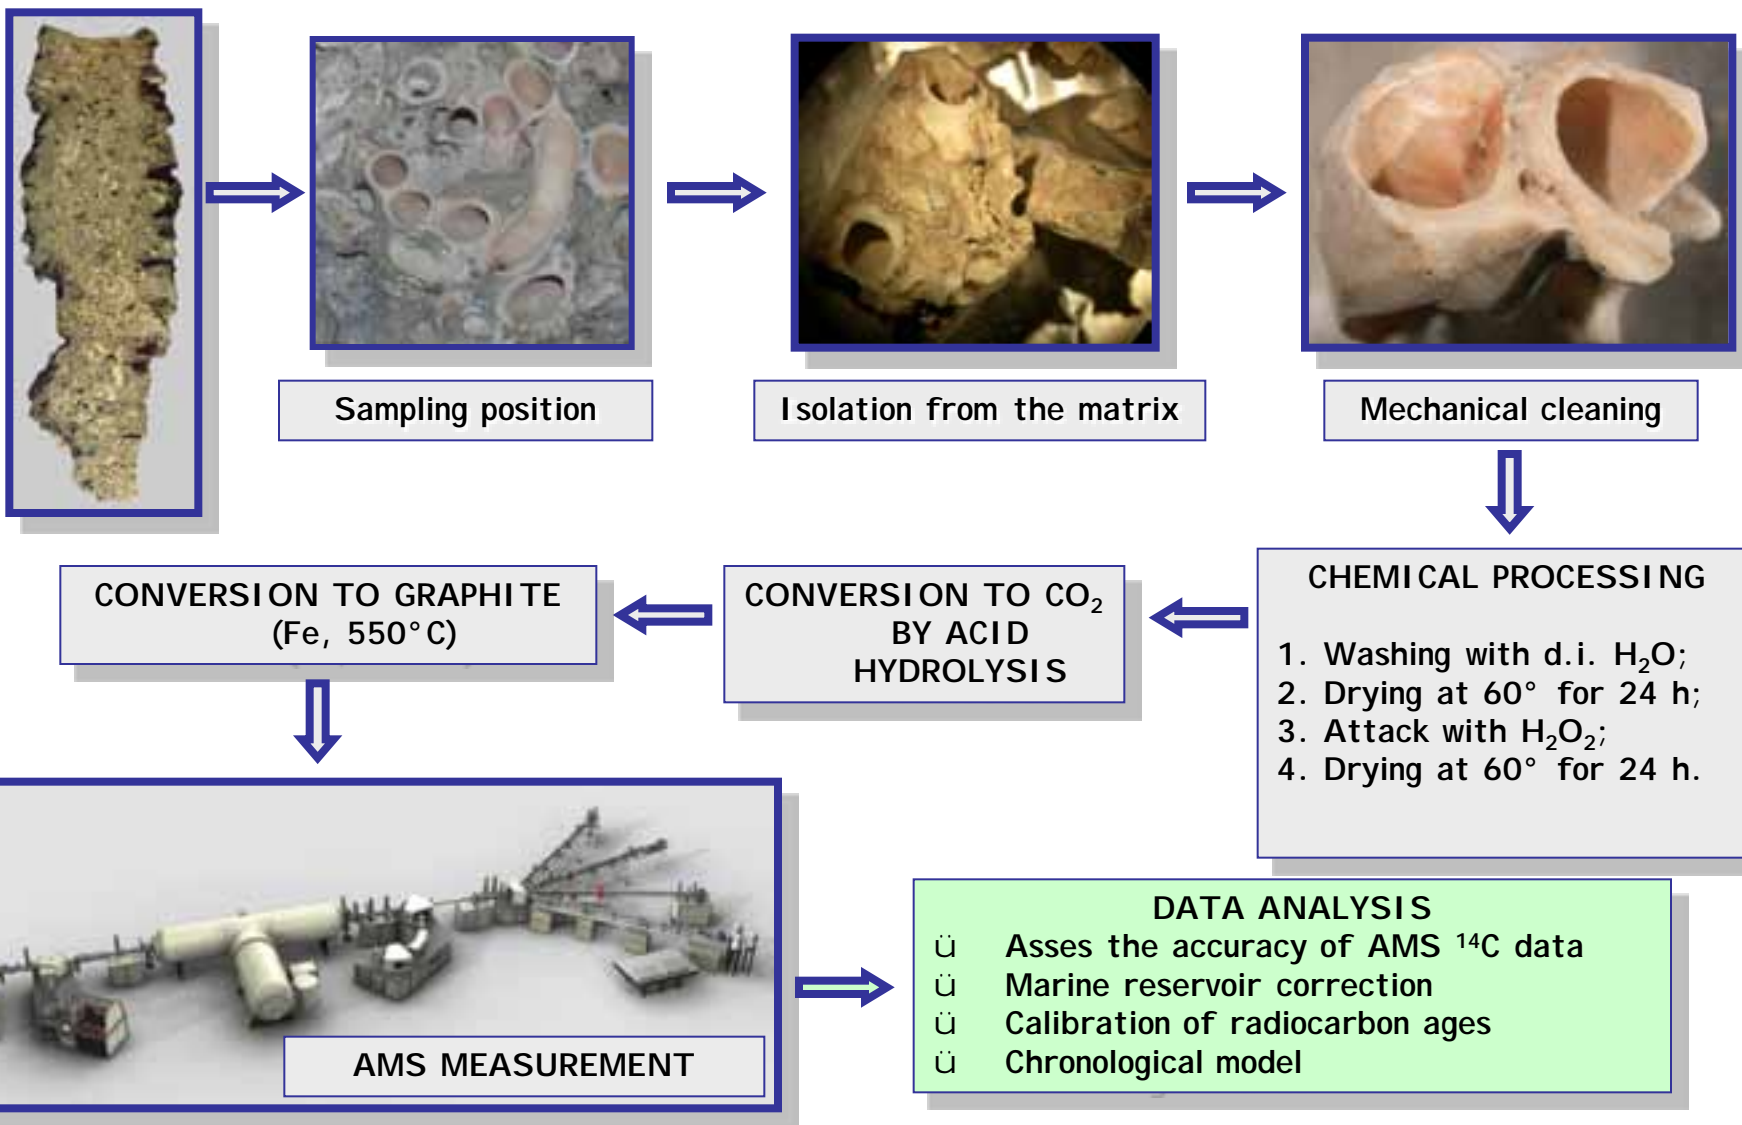 Sampling position
Isolation from the matrix
Mechanical cleaning
CHEMICAL PROCESSING
1. Washing with d.i. H₂O;
2. Drying at 60° for 24 h;
3. Attack with H₂O₂;
4. Drying at 60° for 24 h.
CONVERSION TO CO₂
BY ACID
HYDROLYSIS
CONVERSION TO GRAPHITE
(Fe, 550°C)
AMS MEASUREMENT
DATA ANALYSIS
ü Asses the accuracy of AMS ¹⁴C data
ü Marine reservoir correction
ü Calibration of radiocarbon ages
ü Chronological model